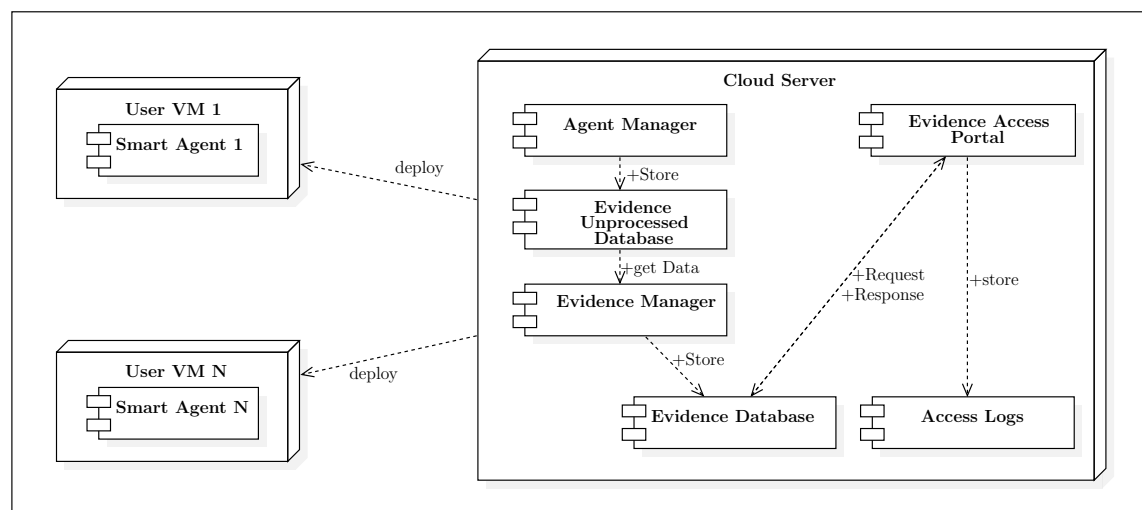 Cloud Server
User VM 1
Smart Agent 1
deploy
Agent Manager
+Store
Evidence
Unprocessed
Database
+get Data
Evidence Manager
+Store
Evidence Database
Evidence Access
Portal
+Request
+Response
+store
Access Logs
User VM N
Smart Agent N
deploy